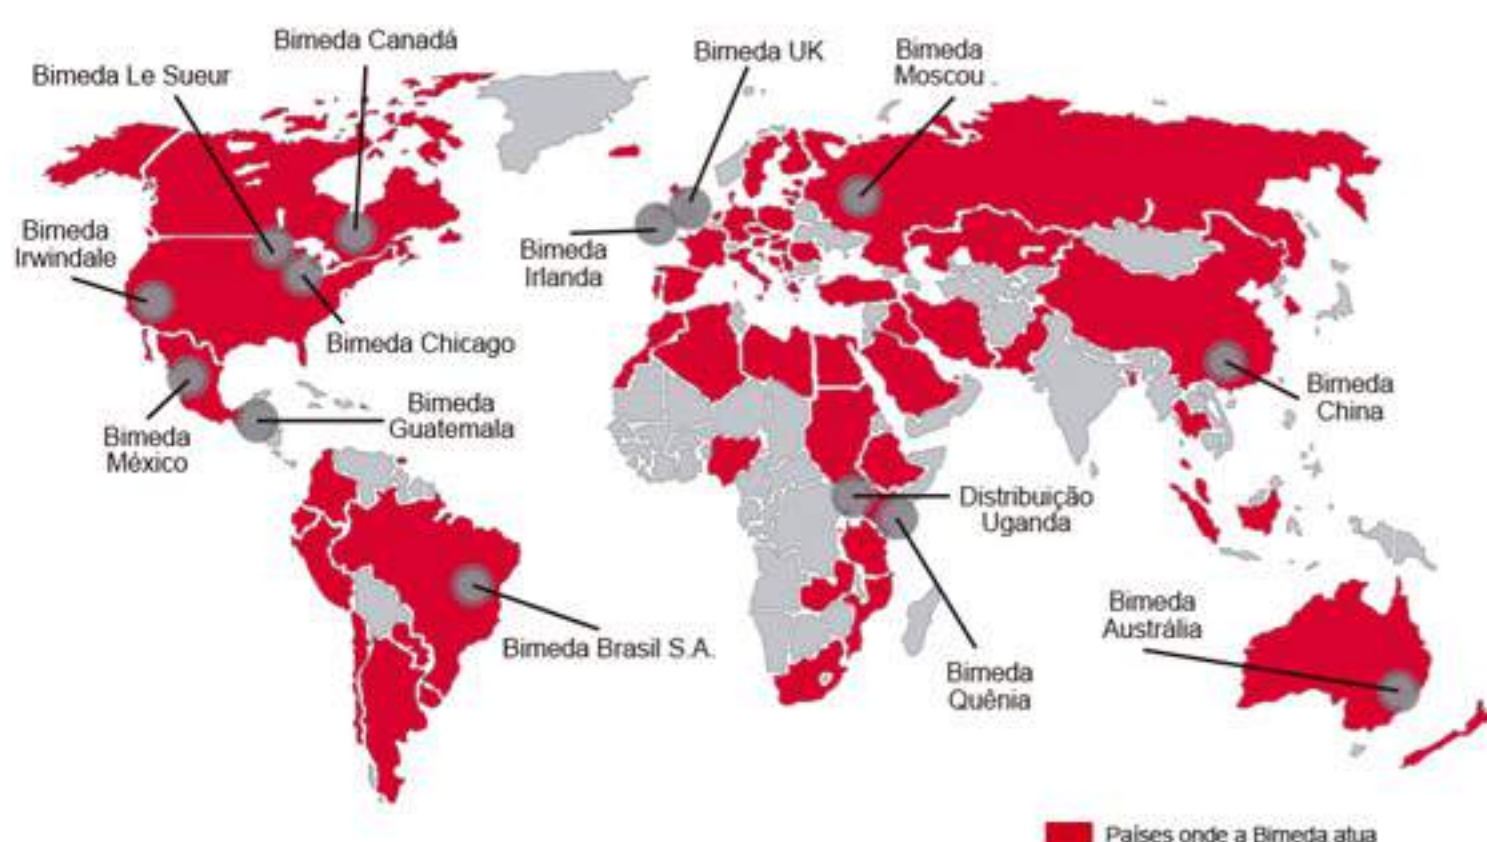 Bimeda Canadá
Bimeda Le Sueur
Bimeda UK
Bimeda
Moscou
Bimeda
Irwindale
Bimeda
Irlanda
Bimeda Chicago
Bimeda
Guatemala
Bimeda
México
Bimeda
China
Distribuição
Uganda
Bimeda
Austrália
Bimeda Brasil S.A.
Bimeda
Quênia
Países onde a Bimeda atua